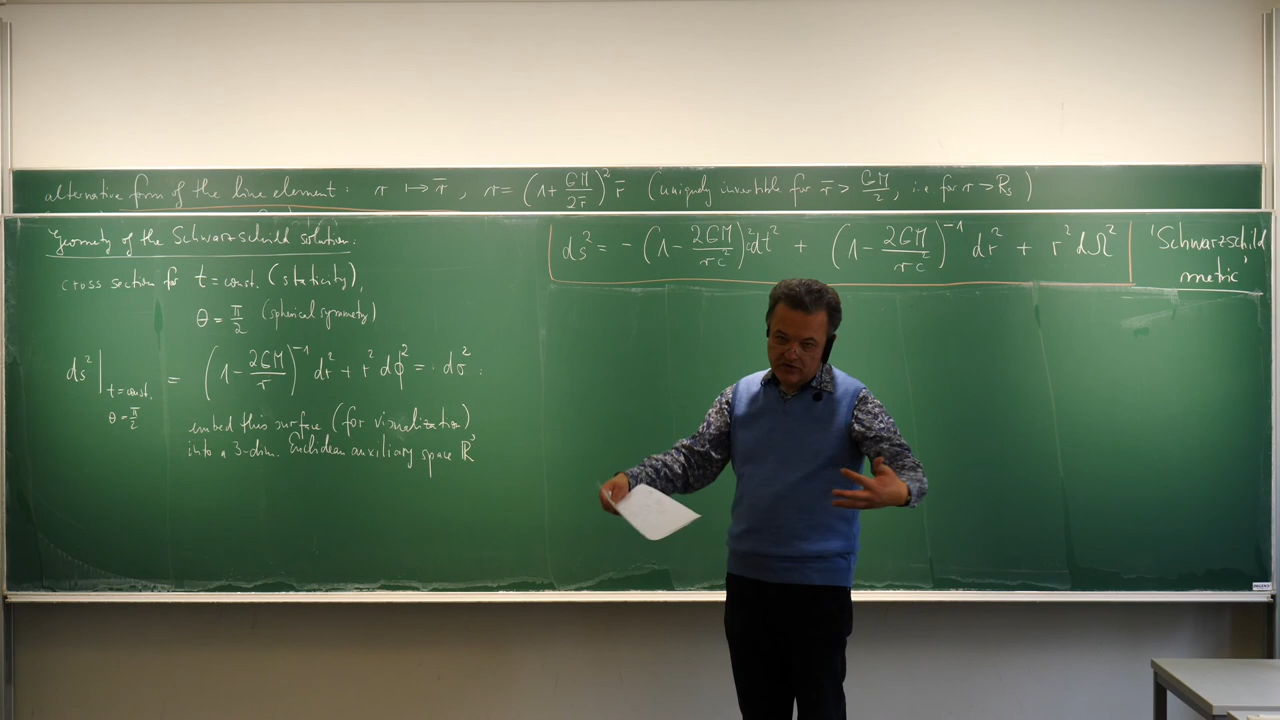 alternative form of the line element: r ↦ r̄, r = (1 + GM/2r̄)² r̄ (uniquely invertible for r̄ > GM/2, i.e. for r > R_s)
Geometry of the Schwarzschild solution:
cross section for t = const. (staticity),
θ = π/2 (spherical symmetry)
ds²|_{t=const, θ=π/2} = (1 - 2GM/r)⁻¹ dr² + r² dϕ² =: dσ²:
embed this surface (for visualization)
into a 3-dim. Euclidean auxiliary space ℝ³
ds² = -(1 - 2GM/rc²)c²dt² + (1 - 2GM/rc²)⁻¹ dr² + r² dΩ²
'Schwarzschild
metric'